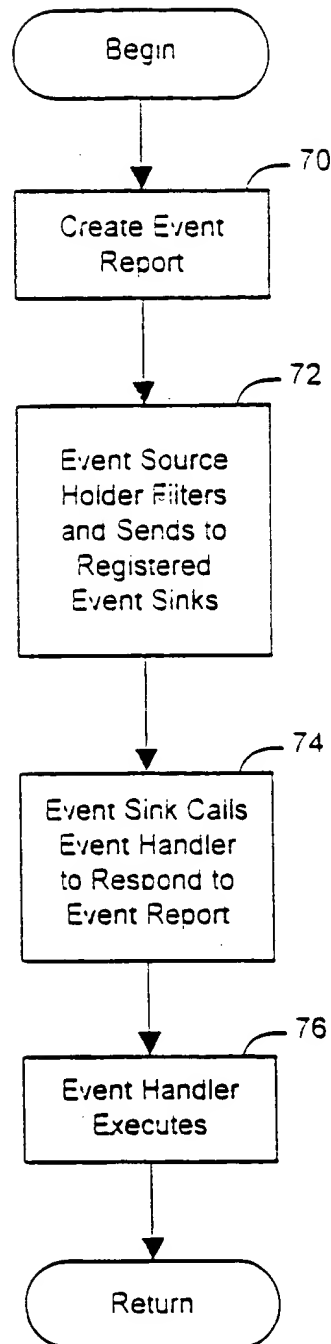 Begin
70
Create Event
Report
72
Event Source
Holder Filters
and Sends to
Registered
Event Sinks
74
Event Sink Calls
Event Handler
to Respond to
Event Report
76
Event Handler
Executes
Return